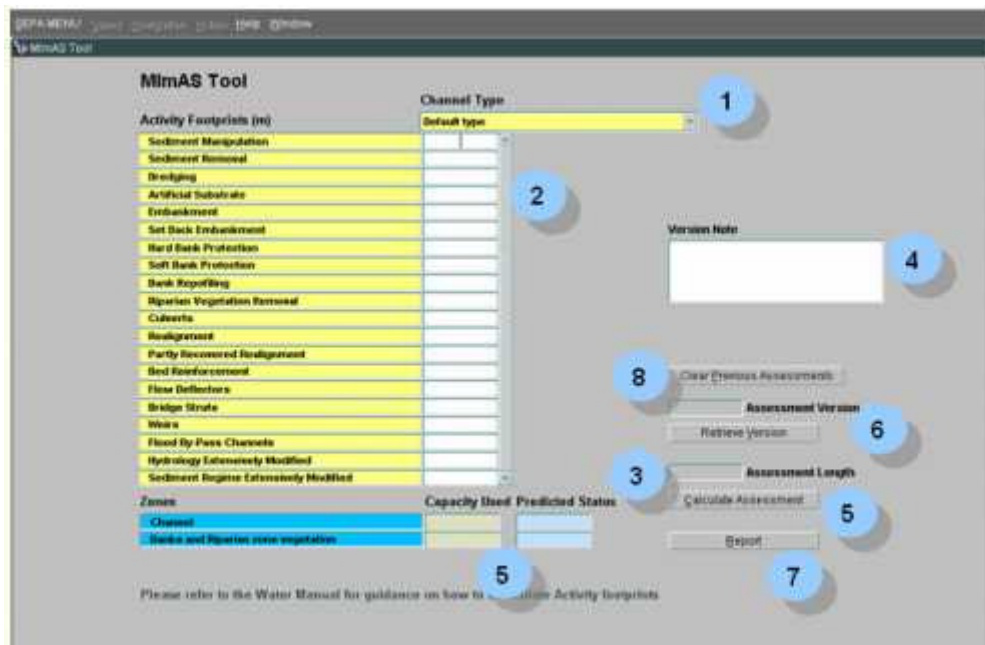 SEPA MENU Help Window
MImAS Tool
MImAS Tool
Channel Type
1
Activity Footprints (m)
Default type
Sediment Manipulation
Sediment Removal
Dredging
2
Artificial Substrate
Embankment
Set Back Embankment
Version Note
Hard Bank Protection
4
Soft Bank Protection
Bank Reprofiling
Riparian Vegetation Removal
Culverts
Realignment
Partly Recovered Realignment
Bed Reinforcement
8
Clear Previous Assessments
Flow Deflectors
Bridge Struts
Assessment Version
Weirs
Retrieve Version
6
Flood By-Pass Channels
Hydrology Extensively Modified
3
Assessment Length
Sediment Regime Extensively Modified
Zones
Capacity Used Predicted Status
Calculate Assessment
5
Channel
Banks and Riparian zone vegetation
Report
5
7
Please refer to the Water Manual for guidance on how to Activity footprints